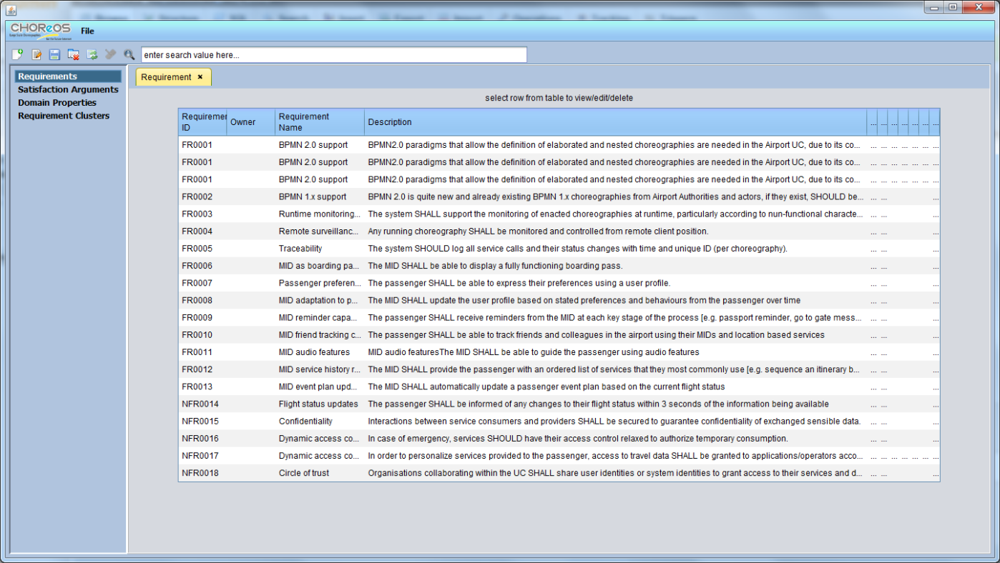 CHOReOS File
enter search value here...
Requirements
Satisfaction Arguments
Domain Properties
Requirement Clusters
Requirement ×
select row from table to view/edit/delete
Requiremen Owner Requirement Description ... ... ... ... ... ... ...
ID Name
FR0001 BPMN 2.0 support BPMN2.0 paradigms that allow the definition of elaborated and nested choreographies are needed in the Airport UC, due to its co... ... ... ... ... ... ... ...
FR0001 BPMN 2.0 support BPMN2.0 paradigms that allow the definition of elaborated and nested choreographies are needed in the Airport UC, due to its co... ... ... ... ... ... ... ...
FR0001 BPMN 2.0 support BPMN2.0 paradigms that allow the definition of elaborated and nested choreographies are needed in the Airport UC, due to its co... ... ... ... ... ... ... ...
FR0002 BPMN 1.x support BPMN 2.0 is quite new and already existing BPMN 1.x choreographies from Airport Authorities and actors, if they exist, SHOULD be... ... ... ...
FR0003 Runtime monitoring... The system SHALL support the monitoring of enacted choreographies at runtime, particularly according to nun-functional characte... ... ... ...
FR0004 Remote surveillanc... Any running choreography SHALL be monitored and controlled from remote client position. ... ... ...
FR0005 Traceability The system SHOULD log all service calls and their status changes with time and unique ID (per choreography). ... ... ...
FR0006 MID as boarding pa... The MID SHALL be able to display a fully functioning boarding pass. ... ... ...
FR0007 Passenger preferen... The passenger SHALL be able to express their preferences using a user profile. ... ... ...
FR0008 MID adaptation to p... The MID SHALL update the user profile based on stated preferences and behaviours from the passenger over time ... ... ...
FR0009 MID reminder capa... The passenger SHALL receive reminders from the MID at each key stage of the process [e.g. passport reminder, go to gate mess... ... ... ...
FR0010 MID friend tracking c... The passenger SHALL be able to track friends and colleagues in the airport using their MIDs and location based services ... ... ...
FR0011 MID audio features MID audio featuresThe MID SHALL be able to guide the passenger using audio features ... ... ...
FR0012 MID service history r... The MID SHALL provide the passenger with an ordered list of services that they most commonly use [e.g. sequence an itinerary b... ... ... ...
FR0013 MID event plan upd... The MID SHALL automatically update a passenger event plan based on the current flight status ... ... ...
NFR0014 Flight status updates The passenger SHALL be informed of any changes to their flight status within 3 seconds of the information being available ... ... ...
NFR0015 Confidentiality Interactions between service consumers and providers SHALL be secured to guarantee confidentiality of exchanged sensible data. ... ... ...
NFR0016 Dynamic access co... In case of emergency, services SHOULD have their access control relaxed to authorize temporary consumption. ... ... ...
NFR0017 Dynamic access co... In order to personalize services provided to the passenger, access to travel data SHALL be granted to applications/operators acco... ... ... ... ... ... ... ...
NFR0018 Circle of trust Organisations collaborating within the UC SHALL share user identities or system identities to grant access to their services and d... ... ... ...